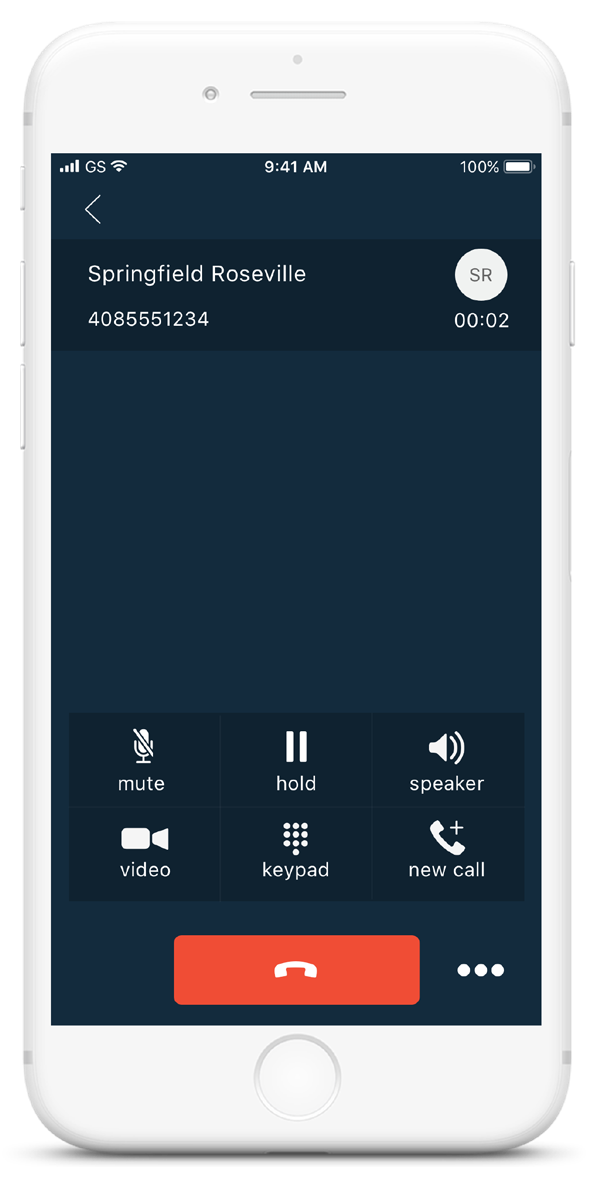 GS 9:41 AM 100%
Springfield Roseville SR
4085551234 00:02
mute hold speaker
video keypad new call